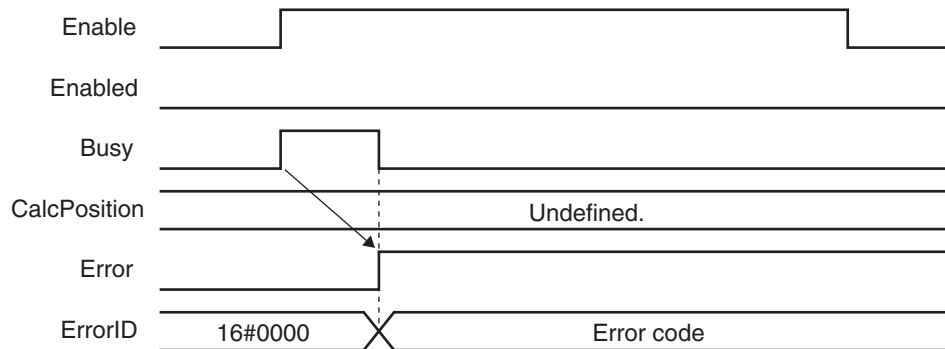 Enable
Enabled
Busy
CalcPosition
Undefined.
Error
ErrorID
16#0000
Error code